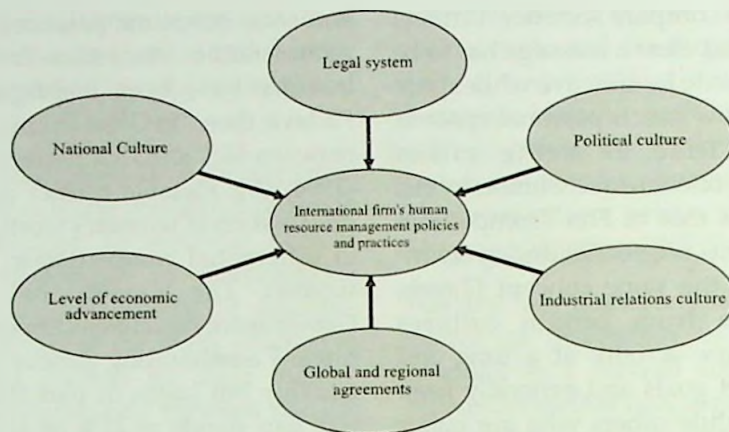 Legal system
National Culture
Political culture
International firm's human
resource management policies
and practices
Level of economic
advancement
Industrial relations culture
Global and regional
agreements